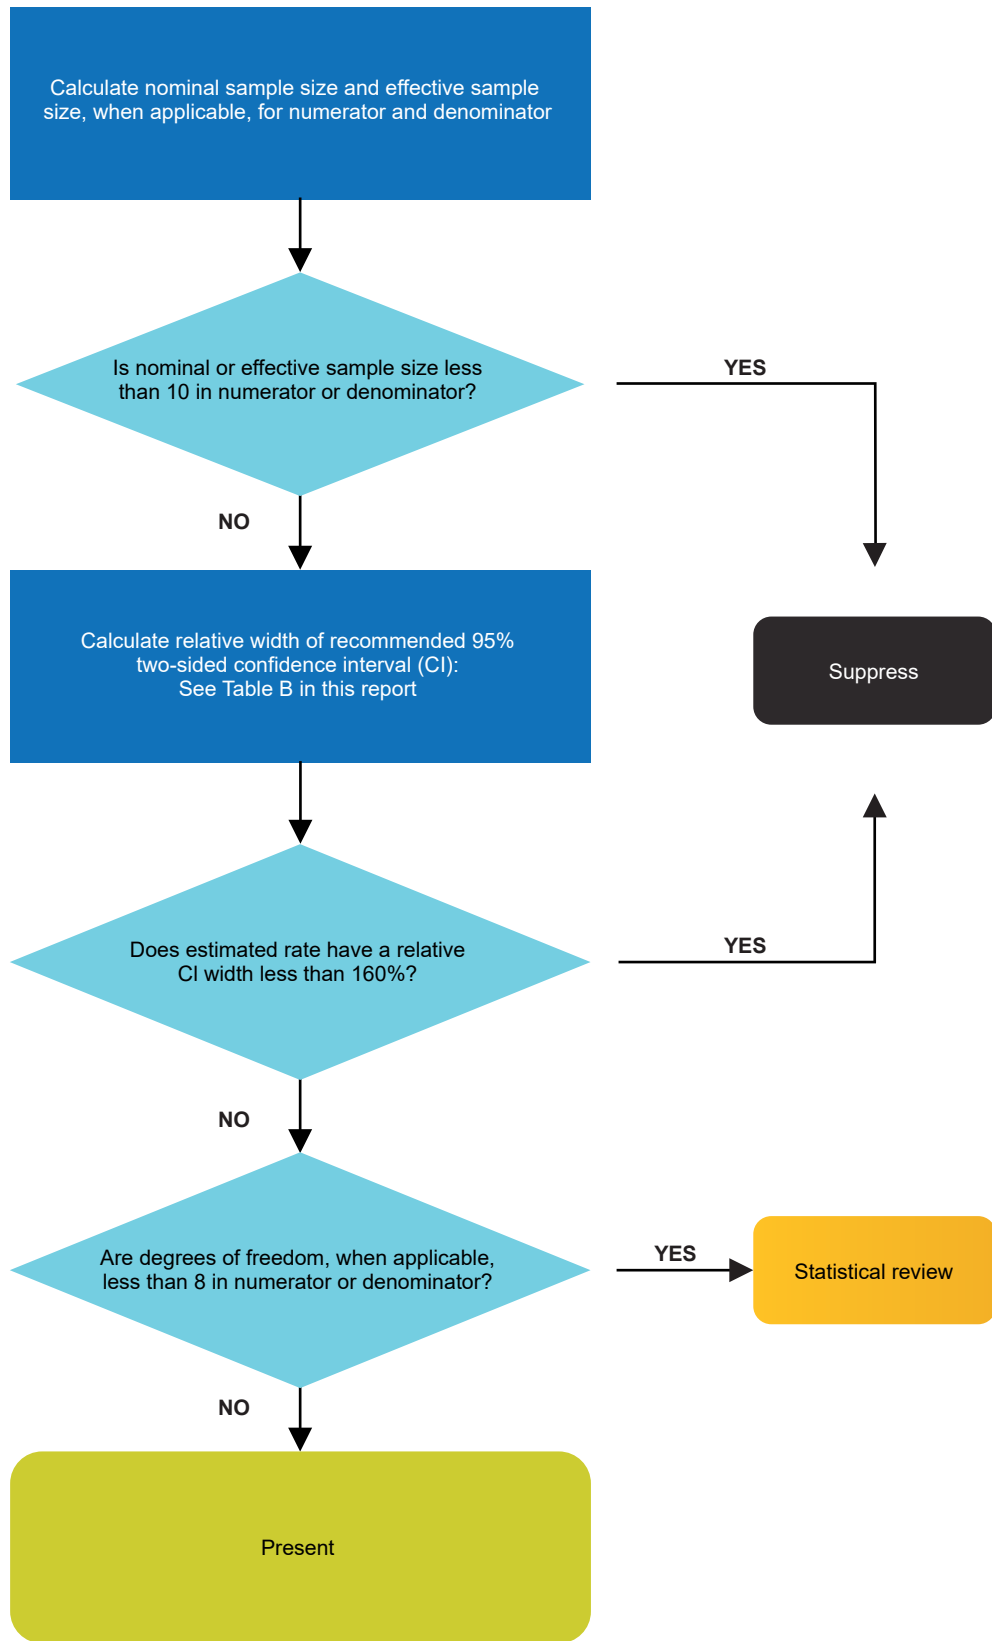 Calculate nominal sample size and effective sample
size, when applicable, for numerator and denominator
Is nominal or effective sample size less
than 10 in numerator or denominator?
YES
NO
Calculate relative width of recommended 95%
two-sided confidence interval (CI):
See Table B in this report
Suppress
Does estimated rate have a relative
CI width less than 160%?
YES
NO
Are degrees of freedom, when applicable,
less than 8 in numerator or denominator?
YES
Statistical review
NO
Present